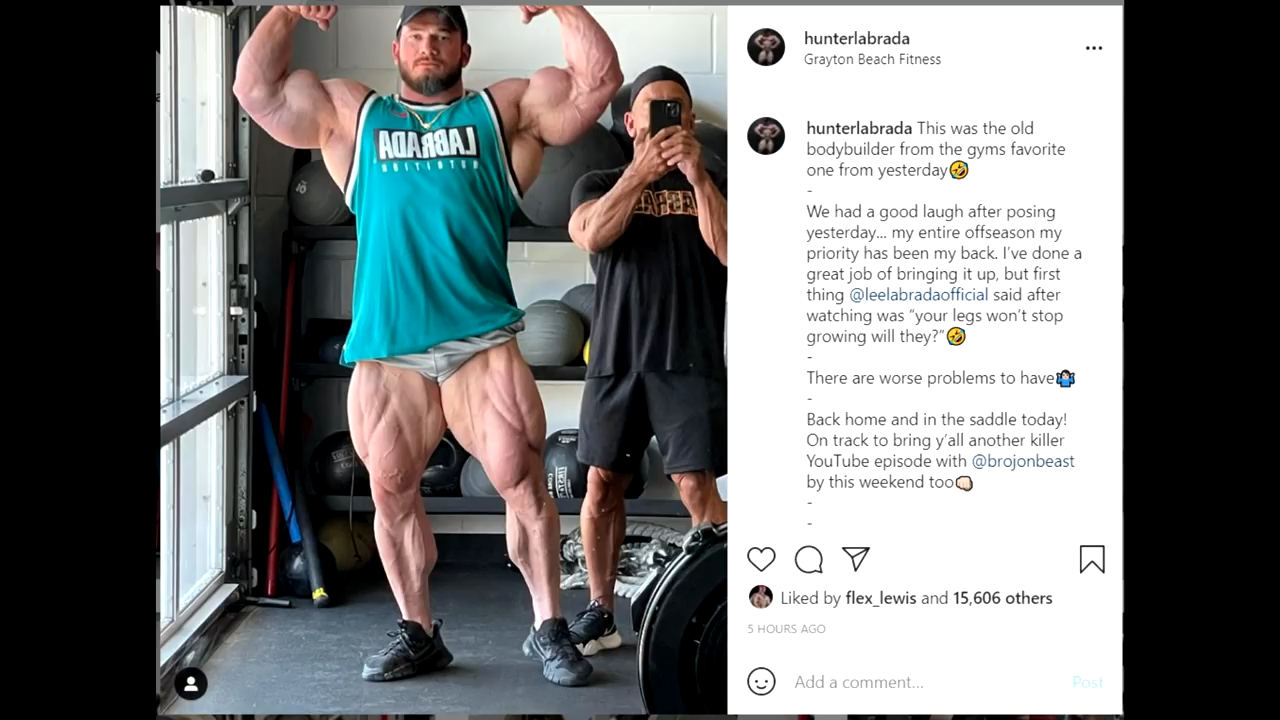 hunterlabrada
Grayton Beach Fitness
hunterlabrada This was the old
bodybuilder from the gyms favorite
one from yesterday🤣
-
We had a good laugh after posing
yesterday... my entire offseason my
priority has been my back. I've done a
great job of bringing it up, but first
thing @leelabradaofficial said after
watching was "your legs won't stop
growing will they?"🤣
-
There are worse problems to have🤷🏻‍♂️
-
Back home and in the saddle today!
On track to bring y'all another killer
YouTube episode with @brojonbeast
by this weekend too👊🏻
-
-
Liked by flex_lewis and 15,606 others
5 HOURS AGO
Add a comment...
Post
LABRADA
NUTRITION